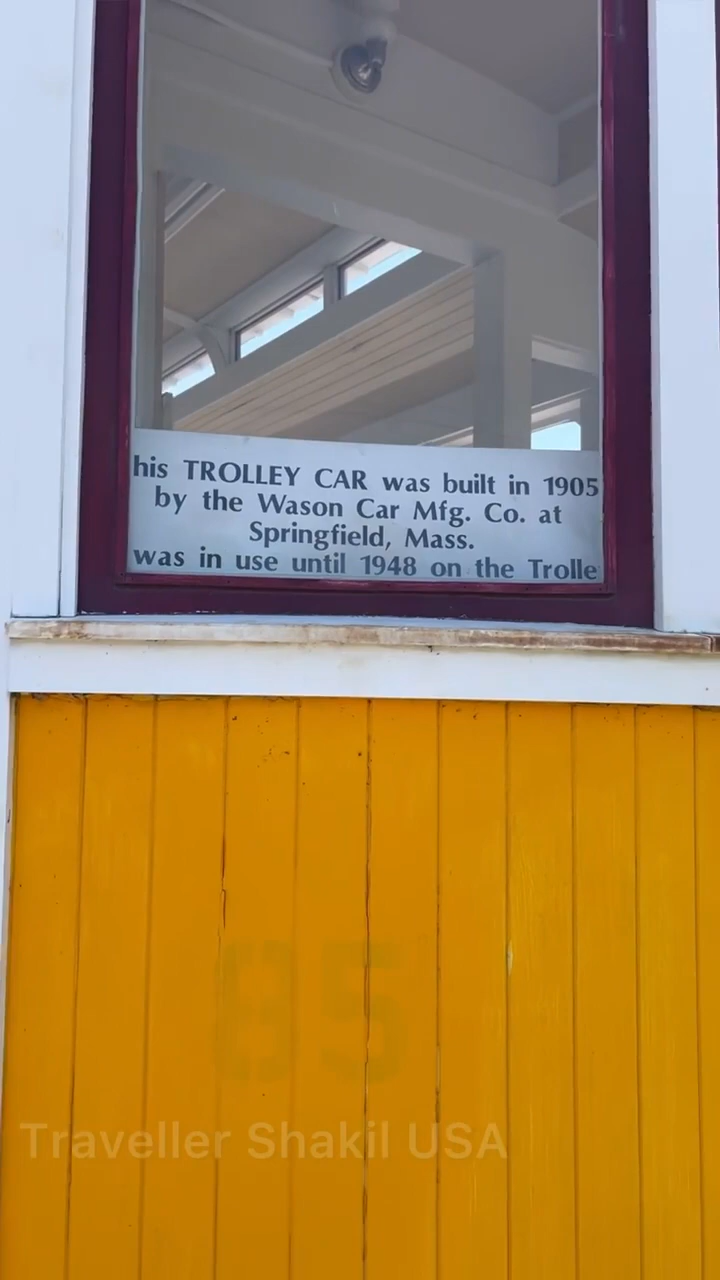 his TROLLEY CAR was built in 1905
by the Wason Car Mfg. Co. at
Springfield, Mass.
was in use until 1948 on the Trolle
85
Traveller Shakil USA